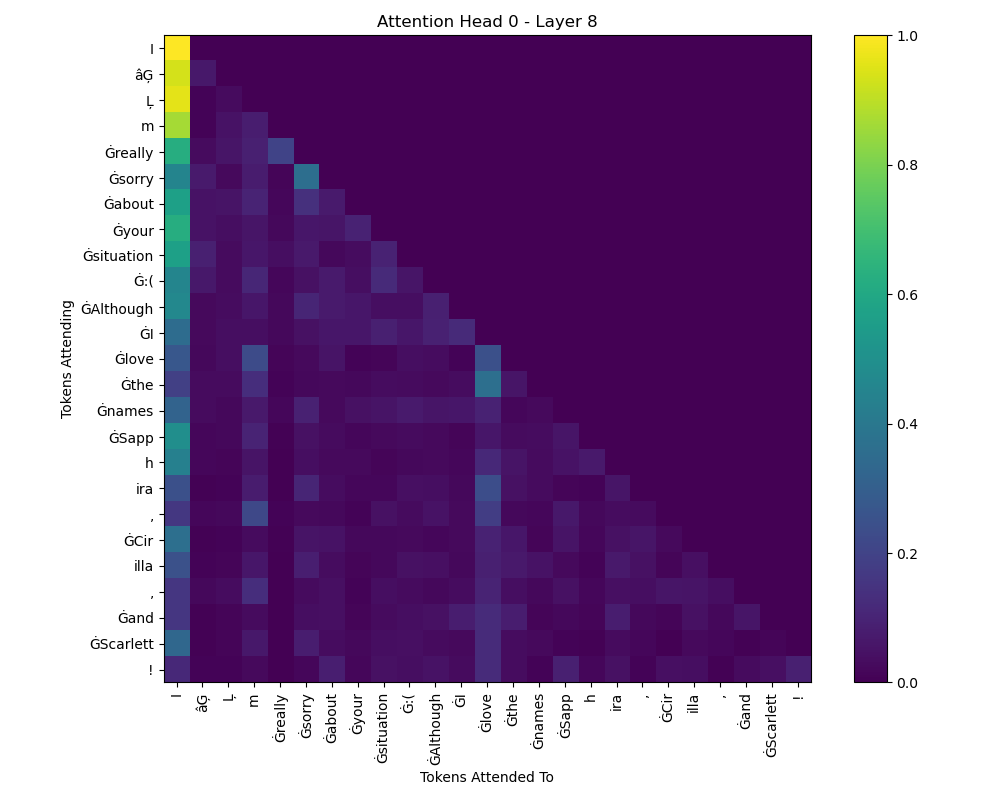 Attention Head 0 - Layer 8
Tokens Attending
I
âĢ
Ļ
m
Ġreally
Ġsorry
Ġabout
Ġyour
Ġsituation
Ġ:(
ĠAlthough
ĠI
Ġlove
Ġthe
Ġnames
ĠSapp
h
ira
,
ĠCir
illa
,
Ġand
ĠScarlett
!
I
âĢ
Ļ
m
Ġreally
Ġsorry
Ġabout
Ġyour
Ġsituation
Ġ:(
ĠAlthough
ĠI
Ġlove
Ġthe
Ġnames
ĠSapp
h
ira
,
ĠCir
illa
,
Ġand
ĠScarlett
!
Tokens Attended To
1.0
0.8
0.6
0.4
0.2
0.0